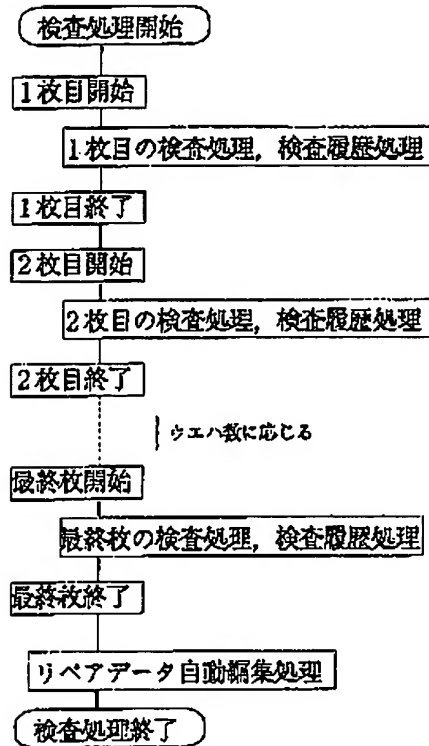 検査処理開始
1枚目開始
1枚目の検査処理，検査履歴処理
1枚目終了
2枚目開始
2枚目の検査処理，検査履歴処理
2枚目終了
ウエハ数に応じる
最終枚開始
最終枚の検査処理，検査履歴処理
最終枚終了
リペアデータ自動編集処理
検査処理終了